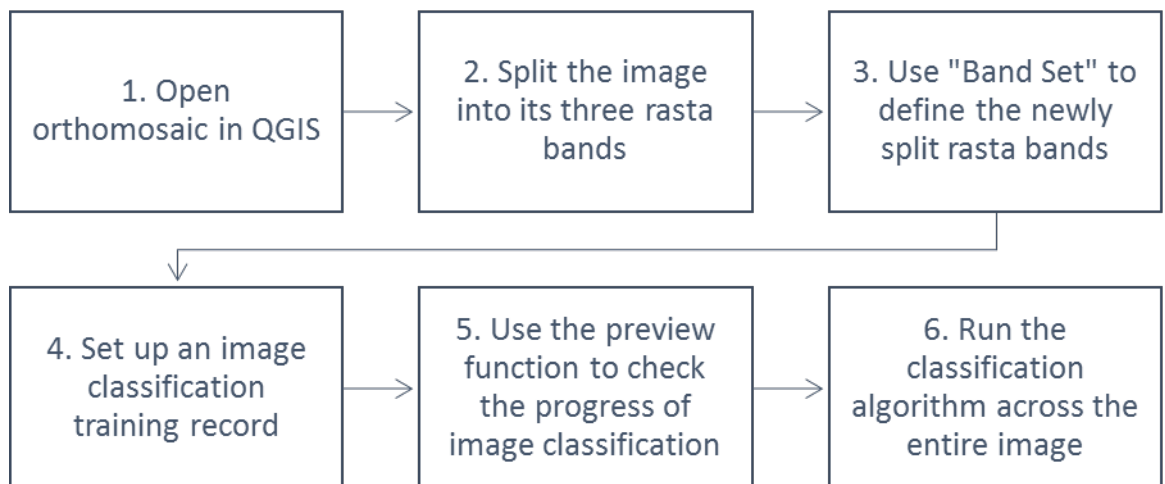 1. Open
orthomosaic in QGIS
2. Split the image
into its three rasta
bands
3. Use "Band Set" to
define the newly
split rasta bands
4. Set up an image
classification
training record
5. Use the preview
function to check
the progress of
image classification
6. Run the
classification
algorithm across the
entire image